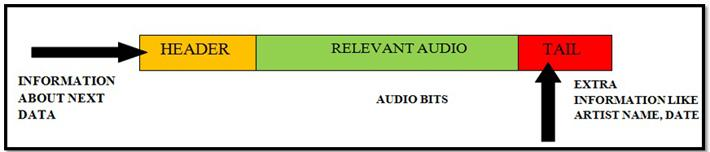 HEADER
RELEVANT AUDIO
TAIL
INFORMATION
ABOUT NEXT
DATA
AUDIO BITS
EXTRA
INFORMATION LIKE
ARTIST NAME, DATE